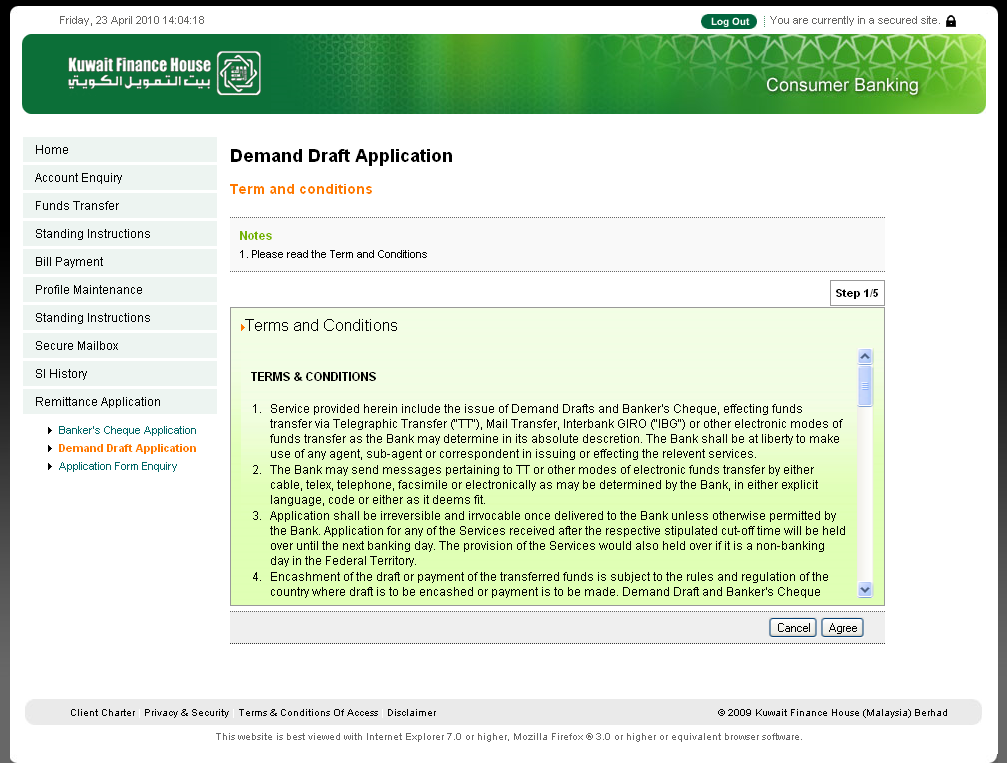 Friday, 23 April 2010 14:04:18
Log Out
You are currently in a secured site.
Kuwait Finance House
بيت التمويل الكويتي
Consumer Banking
Home
Account Enquiry
Funds Transfer
Standing Instructions
Bill Payment
Profile Maintenance
Standing Instructions
Secure Mailbox
SI History
Remittance Application
Banker's Cheque Application
Demand Draft Application
Application Form Enquiry
Demand Draft Application
Term and conditions
Notes
1. Please read the Term and Conditions
Step 1/5
Terms and Conditions
TERMS & CONDITIONS
1. Service provided herein include the issue of Demand Drafts and Banker's Cheque, effecting funds
transfer via Telegraphic Transfer ("TT"), Mail Transfer, Interbank GIRO ("IBG") or other electronic modes of
funds transfer as the Bank may determine in its absolute descretion. The Bank shall be at liberty to make
use of any agent, sub-agent or correspondent in issuing or effecting the relevent services.
2. The Bank may send messages pertaining to TT or other modes of electronic funds transfer by either
cable, telex, telephone, facsimile or electronically as may be determined by the Bank, in either explicit
language, code or either as it deems fit.
3. Application shall be irreversible and irrvocable once delivered to the Bank unless otherwise permitted by
the Bank. Application for any of the Services received after the respective stipulated cut-off time will be held
over until the next banking day. The provision of the Services would also held over if it is a non-banking
day in the Federal Territory.
4. Encashment of the draft or payment of the transferred funds is subject to the rules and regulation of the
country where draft is to be encashed or payment is to be made. Demand Draft and Banker's Cheque
Cancel
Agree
Client Charter
Privacy & Security
Terms & Conditions Of Access
Disclaimer
© 2009 Kuwait Finance House (Malaysia) Berhad
This website is best viewed with Internet Explorer 7.0 or higher, Mozilla Firefox ® 3.0 or higher or equivalent browser software.